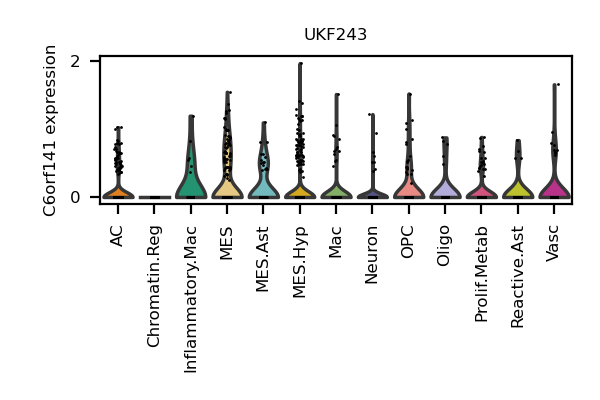 UKF243
C6orf141 expression
2
0
AC
Chromatin.Reg
Inflammatory.Mac
MES
MES.Ast
MES.Hyp
Mac
Neuron
OPC
Oligo
Prolif.Metab
Reactive.Ast
Vasc